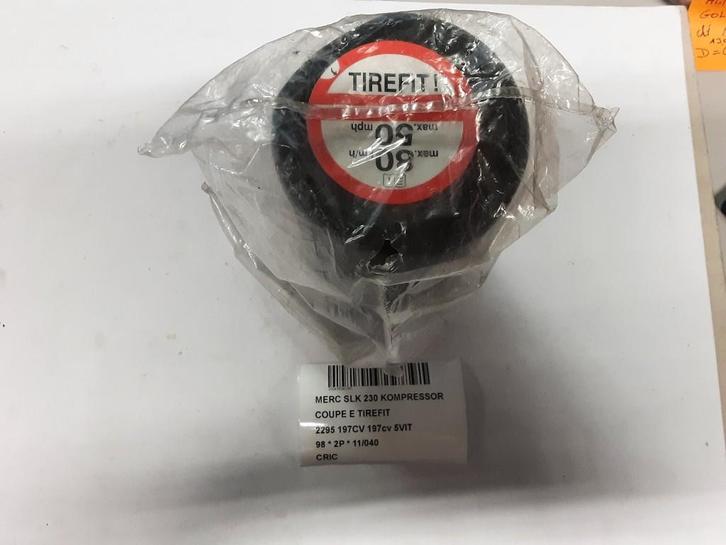 TIREFIT!
max. 50 mph
max. 80 km/h
MERC SLK 230 KOMPRESSOR
COUPE E TIREFIT
2295 197CV 197cv 5VIT
98 * 2P * 11/040
CRIC
GOL